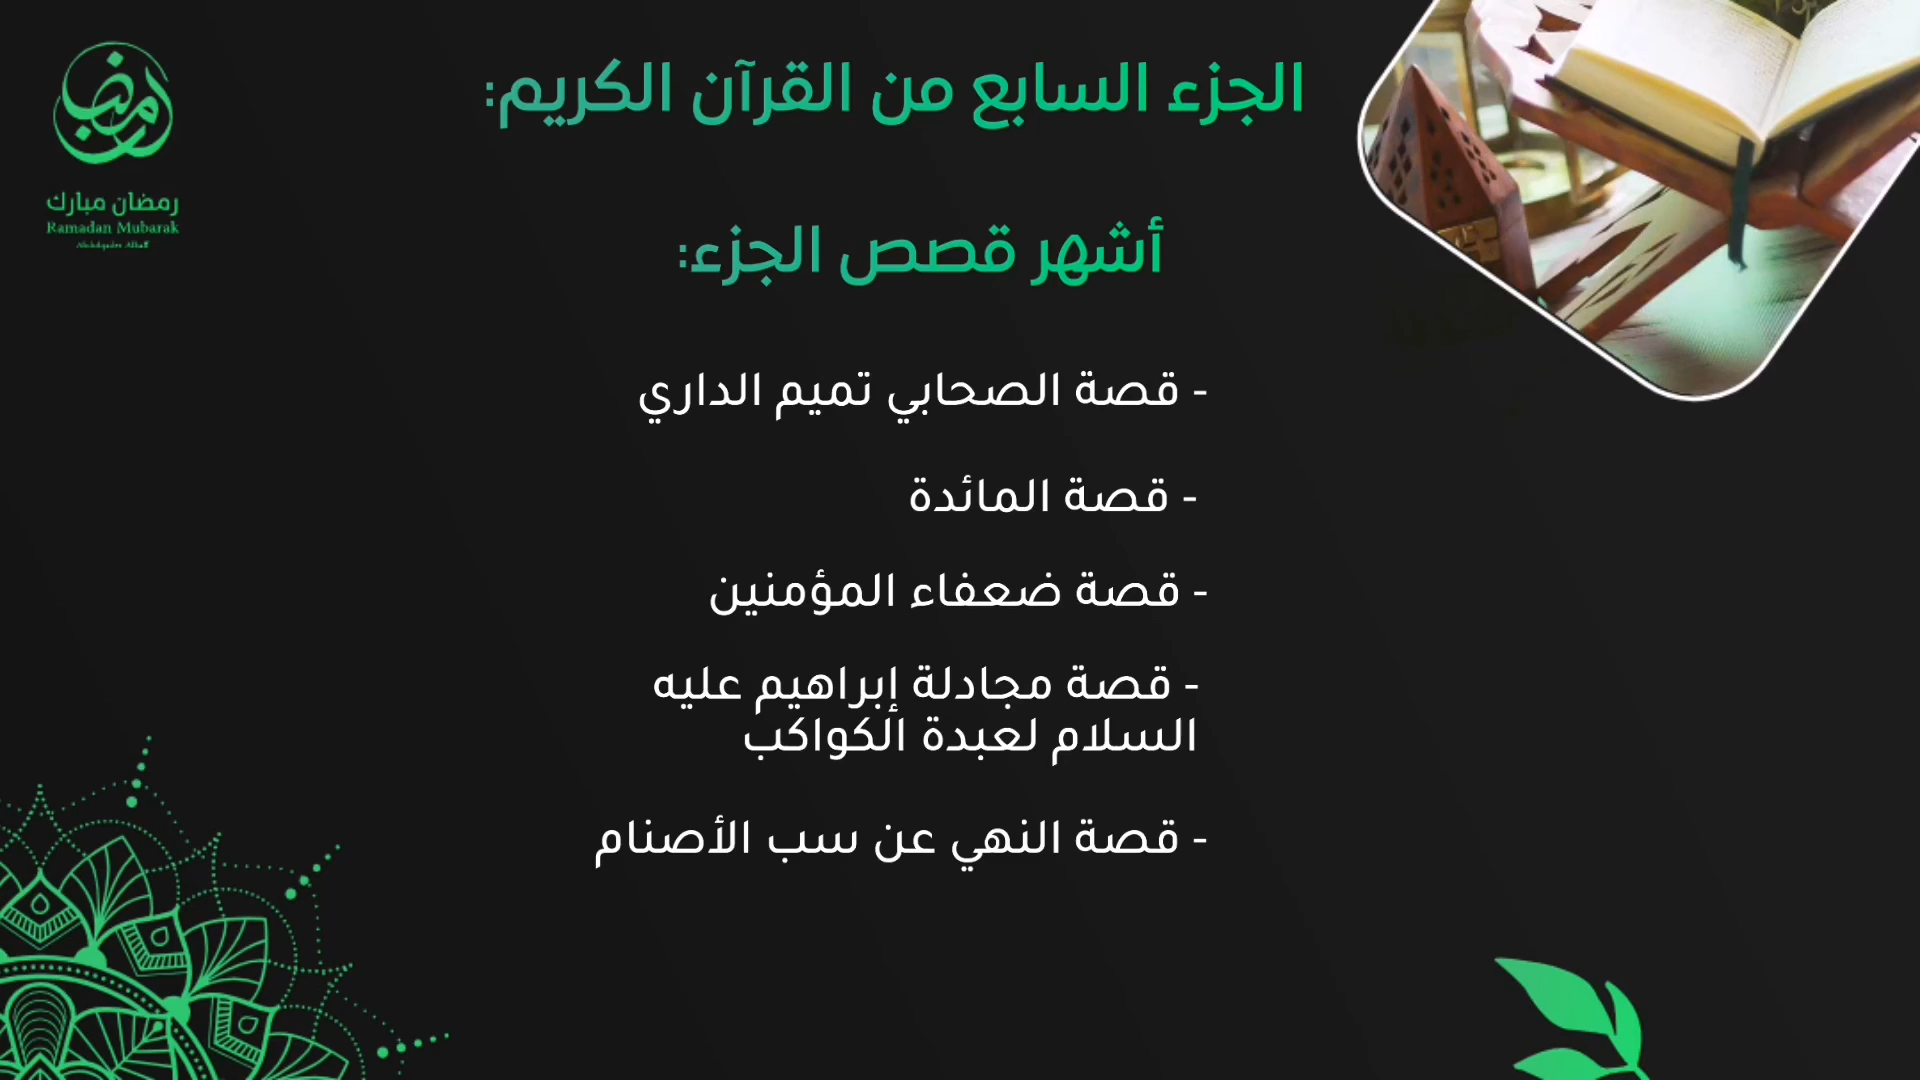 الجزء السابع من القرآن الكريم:
أشهر قصص الجزء:
- قصة الصحابي تميم الداري
- قصة المائدة
- قصة ضعفاء المؤمنين
- قصة مجادلة إبراهيم عليه
السلام لعبدة الكواكب
- قصة النهي عن سب الأصنام
رمضان
رمضان مبارك
Ramadan Mubarak